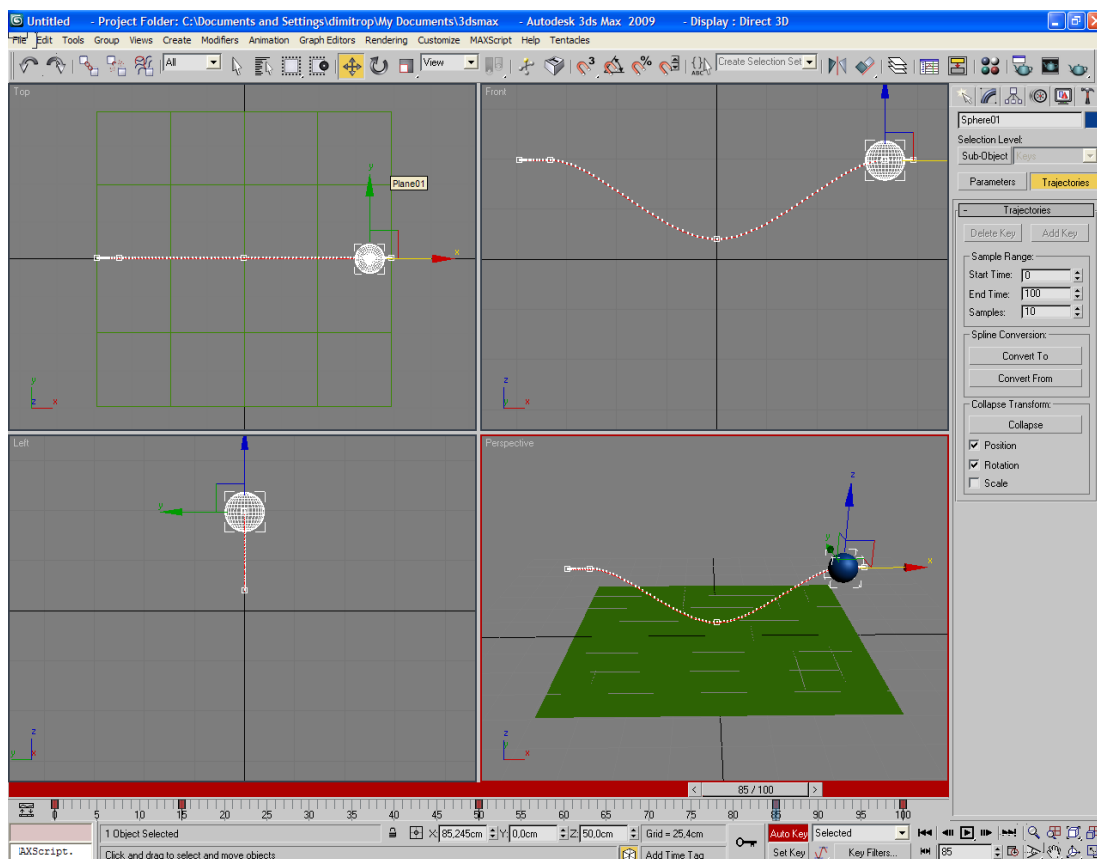 Untitled - Project Folder: C:\Documents and Settings\dimitrop\My Documents\3dsmax - Autodesk 3ds Max 2009 - Display : Direct 3D
File Edit Tools Group Views Create Modifiers Animation Graph Editors Rendering Customize MAXScript Help Tentacles
All View 3 % ABC Create Selection Set
Top
y
Plane01
x
z
y x
Front
z
y x
Left
y
z
y x
Perspective
z
y
x
z
y x
Sphere01
Selection Level:
Sub-Object Keys
Parameters Trajectories
- Trajectories
Delete Key Add Key
Sample Range:
Start Time: 0
End Time: 100
Samples: 10
Spline Conversion:
Convert To
Convert From
Collapse Transform:
Collapse
Position
Rotation
Scale
< 85 / 100 >
0 5 10 15 20 25 30 35 40 45 50 55 60 65 70 75 80 85 90 95 100
1 Object Selected X: 85,245cm Y: 0,0cm Z: 50,0cm Grid = 25,4cm Auto Key Selected
MAXScript. Click and drag to select and move objects Add Time Tag Set Key Key Filters... 85